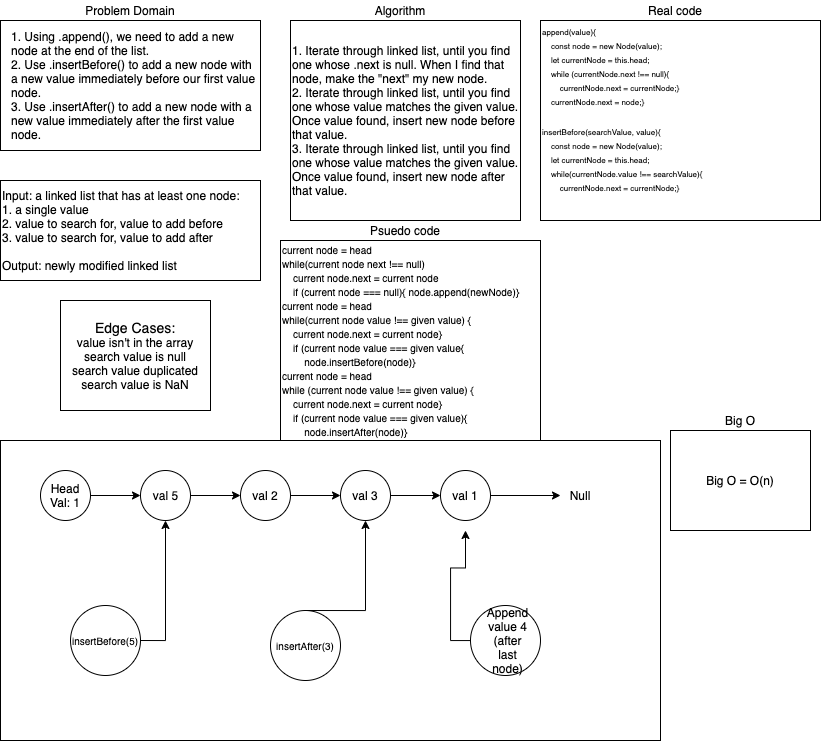 Problem Domain
1. Using .append(), we need to add a new
node at the end of the list.
2. Use .insertBefore() to add a new node with
a new value immediately before our first value
node.
3. Use .insertAfter() to add a new node with a
new value immediately after the first value
node.
Input: a linked list that has at least one node:
1. a single value
2. value to search for, value to add before
3. value to search for, value to add after
Output: newly modified linked list
Edge Cases:
value isn't in the array
search value is null
search value duplicated
search value is NaN
Algorithm
1. Iterate through linked list, until you find
one whose .next is null. When I find that
node, make the "next" my new node.
2. Iterate through linked list, until you find
one whose value matches the given value.
Once value found, insert new node before
that value.
3. Iterate through linked list, until you find
one whose value matches the given value.
Once value found, insert new node after
that value.
Real code
append(value){
const node = new Node(value);
let currentNode = this.head;
while (currentNode.next !== null){
currentNode.next = currentNode;}
currentNode.next = node;}
insertBefore(searchValue, value){
const node = new Node(value);
let currentNode = this.head;
while(currentNode.value !== searchValue){
currentNode.next = currentNode;}
Psuedo code
current node = head
while(current node next !== null)
current node.next = current node
if (current node === null){ node.append(newNode)}
current node = head
while(current node value !== given value) {
current node.next = current node}
if (current node value === given value{
node.insertBefore(node)}
current node = head
while (current node value !== given value) {
current node.next = current node}
if (current node value === given value){
node.insertAfter(node)}
Big O
Big O = O(n)
Head
Val: 1
val 5
val 2
val 3
val 1
Null
insertBefore(5)
insertAfter(3)
Append
value 4
(after
last
node)